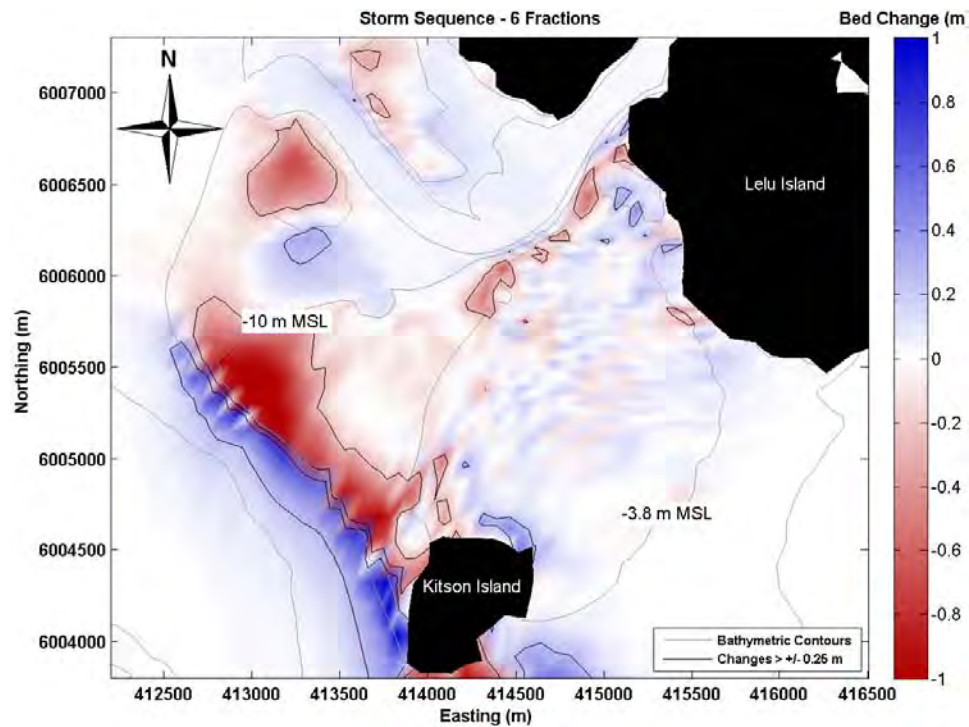 Storm Sequence - 6 Fractions
Bed Change (m)
N
Lelu Island
-10 m MSL
-3.8 m MSL
Kitson Island
Bathymetric Contours
Changes > +/- 0.25 m
6007000
6006500
6006000
6005500
6005000
6004500
6004000
Northing (m)
412500 413000 413500 414000 414500 415000 415500 416000 416500
Easting (m)
1
0.8
0.6
0.4
0.2
0
-0.2
-0.4
-0.6
-0.8
-1